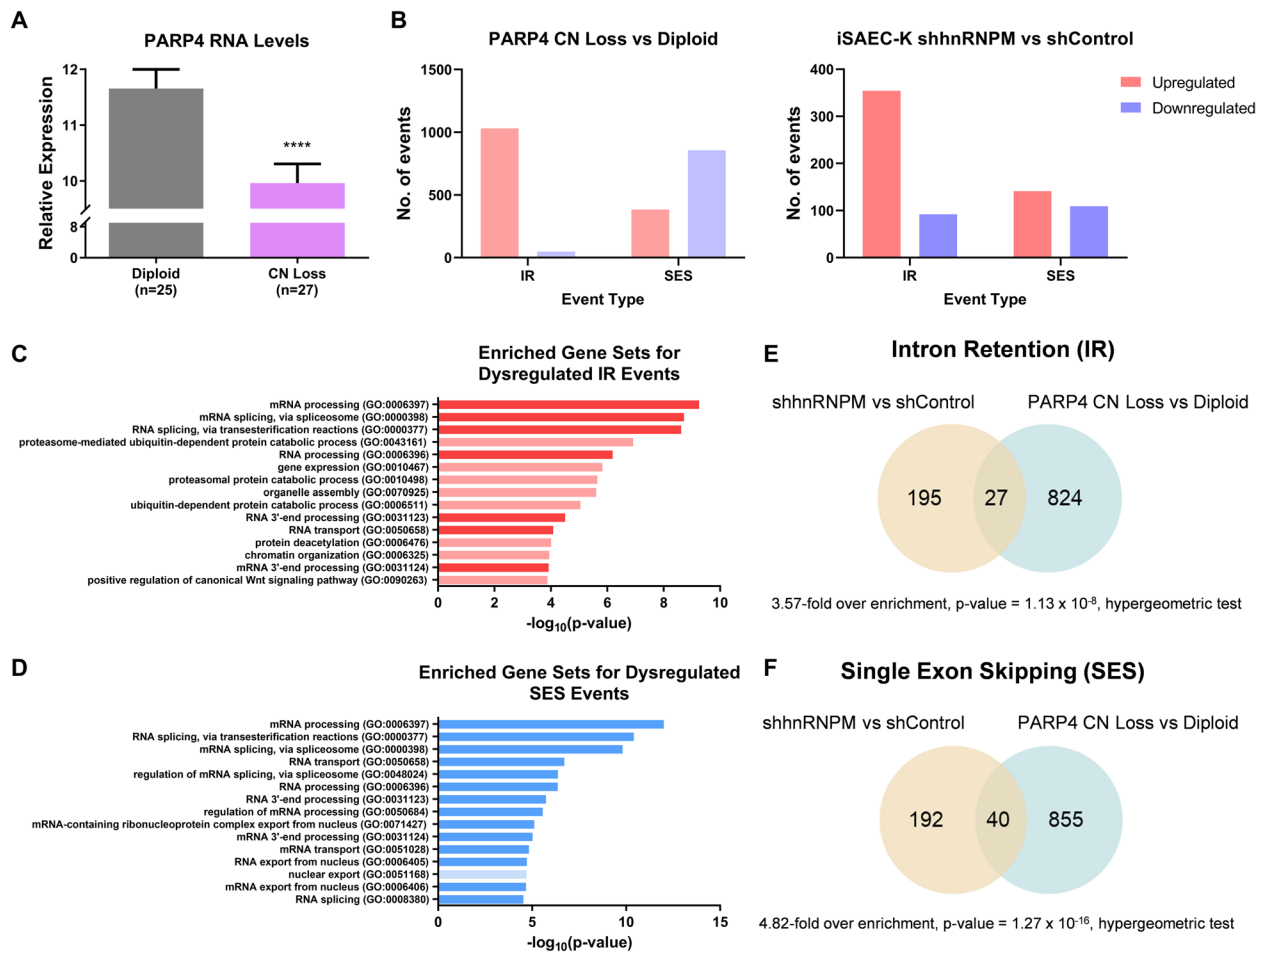 A
PARP4 RNA Levels
Relative Expression
12
11
10
8
0
****
Diploid
(n=25)
CN Loss
(n=27)
B
PARP4 CN Loss vs Diploid
No. of events
1500
1000
500
0
IR
SES
Event Type
iSAEC-K shhnRNPM vs shControl
No. of events
400
300
200
100
0
IR
SES
Event Type
Upregulated
Downregulated
C
Enriched Gene Sets for
Dysregulated IR Events
mRNA processing (GO:0006397)
mRNA splicing, via spliceosome (GO:0000398)
RNA splicing, via transesterification reactions (GO:0000377)
proteasome-mediated ubiquitin-dependent protein catabolic process (GO:0043161)
RNA processing (GO:0006396)
gene expression (GO:0010467)
proteasomal protein catabolic process (GO:0010498)
organelle assembly (GO:0070925)
ubiquitin-dependent protein catabolic process (GO:0006511)
RNA 3'-end processing (GO:0031123)
RNA transport (GO:0050658)
protein deacetylation (GO:0006476)
chromatin organization (GO:0006325)
mRNA 3'-end processing (GO:0031124)
positive regulation of canonical Wnt signaling pathway (GO:0090263)
0 2 4 6 8 10
-log10(p-value)
D
Enriched Gene Sets for Dysregulated
SES Events
mRNA processing (GO:0006397)
RNA splicing, via transesterification reactions (GO:0000377)
mRNA splicing, via spliceosome (GO:0000398)
RNA transport (GO:0050658)
regulation of mRNA splicing, via spliceosome (GO:0048024)
RNA processing (GO:0006396)
RNA 3'-end processing (GO:0031123)
regulation of mRNA processing (GO:0050684)
mRNA-containing ribonucleoprotein complex export from nucleus (GO:0071427)
mRNA 3'-end processing (GO:0031124)
mRNA transport (GO:0051028)
RNA export from nucleus (GO:0006405)
nuclear export (GO:0051168)
mRNA export from nucleus (GO:0006406)
RNA splicing (GO:0008380)
0 5 10 15
-log10(p-value)
E
Intron Retention (IR)
shhnRNPM vs shControl
PARP4 CN Loss vs Diploid
195 27 824
3.57-fold over enrichment, p-value = 1.13 x 10-8, hypergeometric test
F
Single Exon Skipping (SES)
shhnRNPM vs shControl
PARP4 CN Loss vs Diploid
192 40 855
4.82-fold over enrichment, p-value = 1.27 x 10-16, hypergeometric test